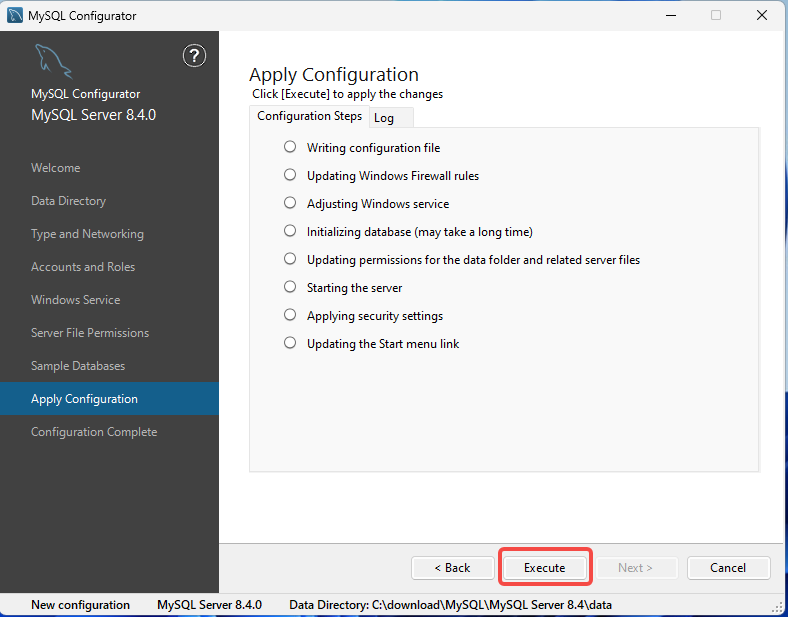 MySQL Configurator
?
MySQL Configurator
MySQL Server 8.4.0
Welcome
Data Directory
Type and Networking
Accounts and Roles
Windows Service
Server File Permissions
Sample Databases
Apply Configuration
Configuration Complete
Apply Configuration
Click [Execute] to apply the changes
Configuration Steps Log
Writing configuration file
Updating Windows Firewall rules
Adjusting Windows service
Initializing database (may take a long time)
Updating permissions for the data folder and related server files
Starting the server
Applying security settings
Updating the Start menu link
< Back Execute Next > Cancel
New configuration MySQL Server 8.4.0 Data Directory: C:\download\MySQL\MySQL Server 8.4\data